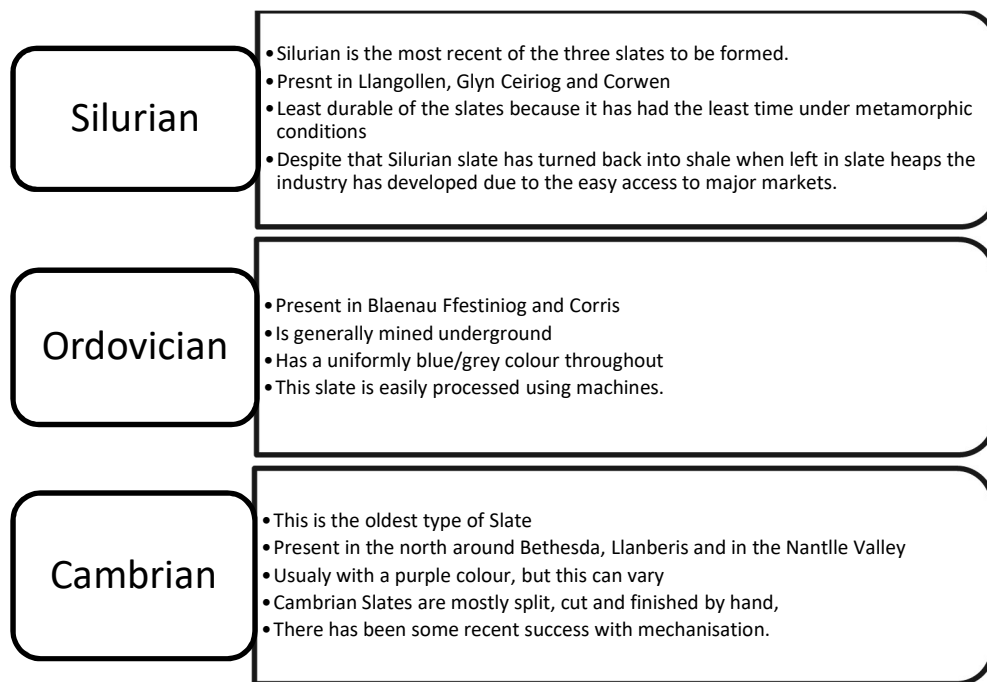 Silurian
•Silurian is the most recent of the three slates to be formed.
•Presnt in Llangollen, Glyn Ceiriog and Corwen
•Least durable of the slates because it has had the least time under metamorphic
conditions
•Despite that Silurian slate has turned back into shale when left in slate heaps the
industry has developed due to the easy access to major markets.
Ordovician
•Present in Blaenau Ffestiniog and Corris
•Is generally mined underground
•Has a uniformly blue/grey colour throughout
•This slate is easily processed using machines.
Cambrian
•This is the oldest type of Slate
•Present in the north around Bethesda, Llanberis and in the Nantlle Valley
•Usualy with a purple colour, but this can vary
•Cambrian Slates are mostly split, cut and finished by hand,
•There has been some recent success with mechanisation.